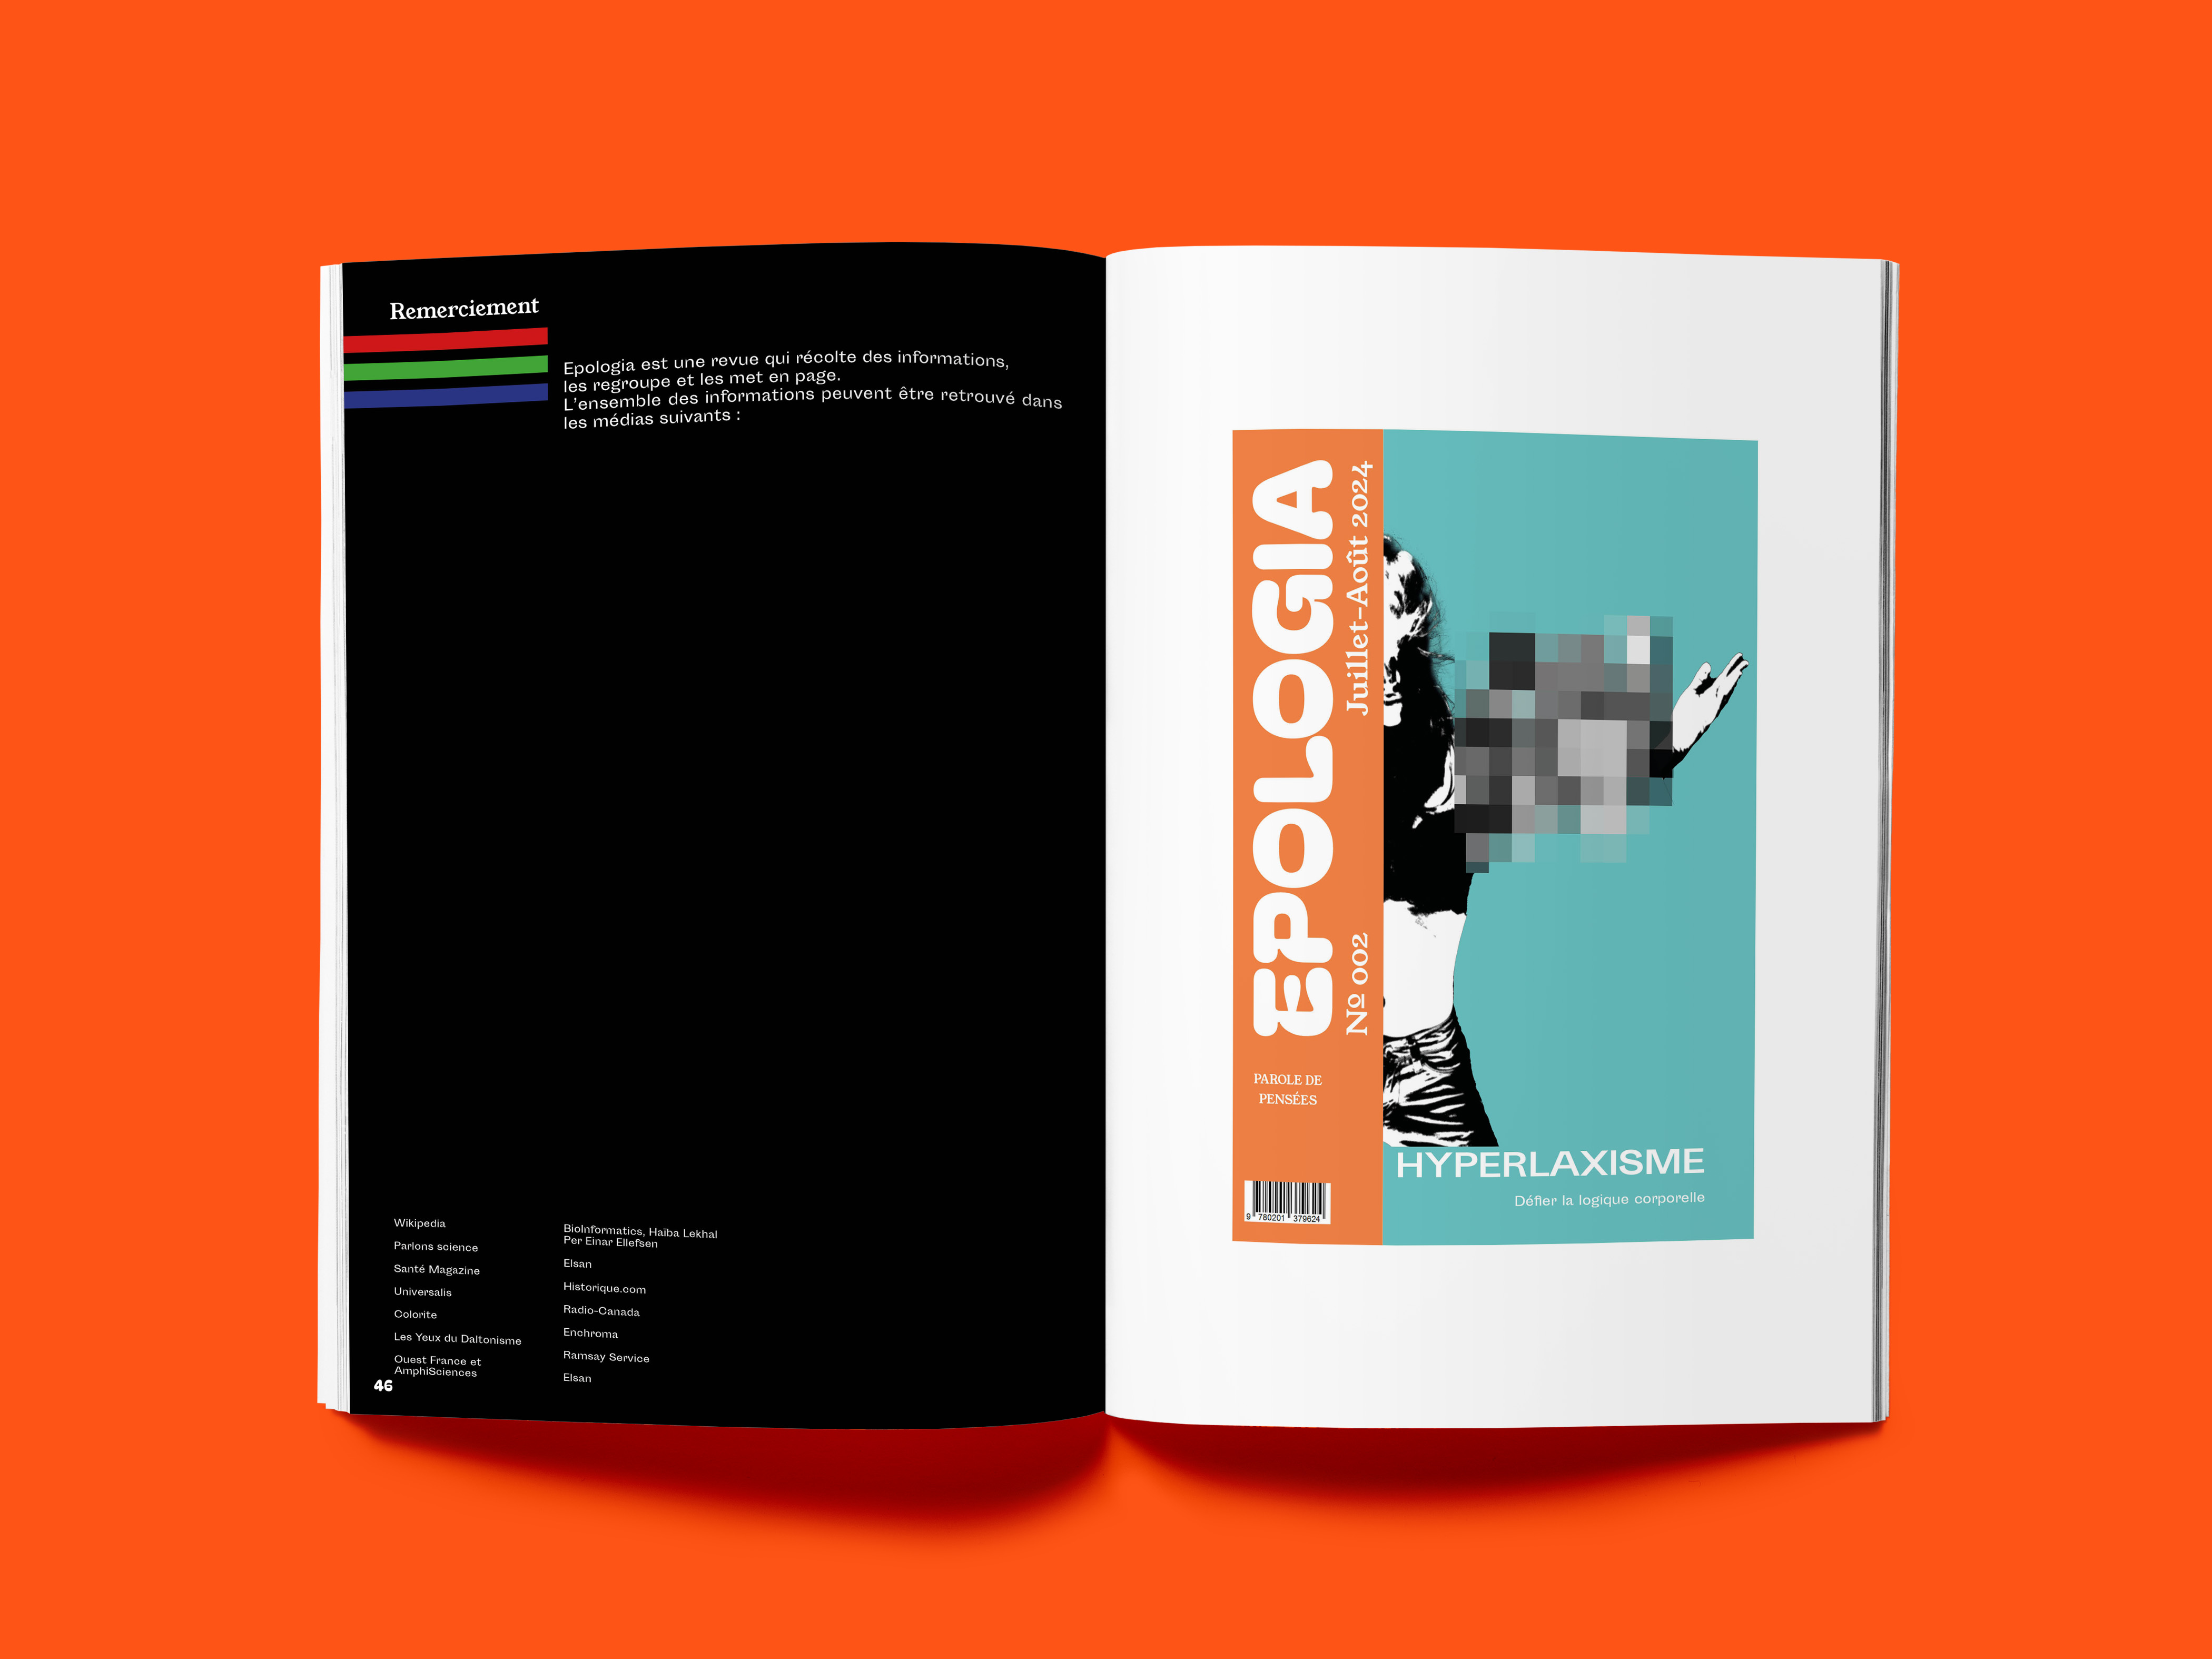 Remerciement
Epologia est une revue qui récolte des informations,
les regroupe et les met en page.
L'ensemble des informations peuvent être retrouvé dans
les médias suivants :
Wikipedia
Parlons science
Santé Magazine
Universalis
Colorite
Les Yeux du Daltonisme
Ouest France et
AmphiSciences
BioInformatics, Haïba Lekhal
Per Einar Ellefsen
Elsan
Historique.com
Radio-Canada
Enchroma
Ramsay Service
Elsan
46
EPOLOGIA
Juillet-Août 2024
Nº 002
PAROLE DE
PENSÉES
9 780201 379624
HYPERLAXISME
Défier la logique corporelle